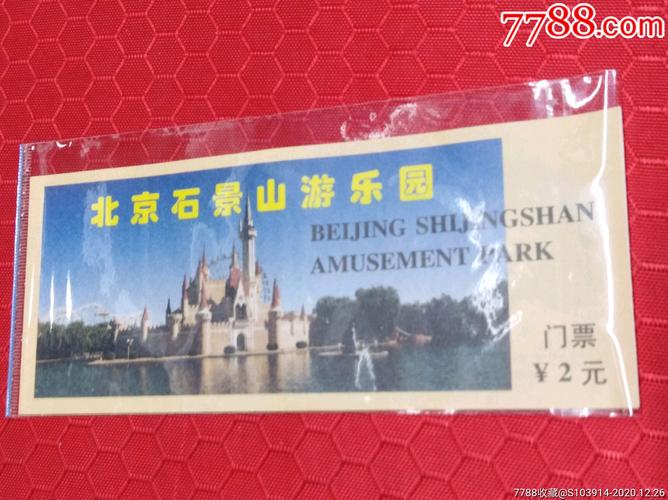 7788.com
北京石景山游乐园
BEIJING SHIJINGSHAN
AMUSEMENT PARK
门票
¥2元
7788收藏@S103914-2020.12.26